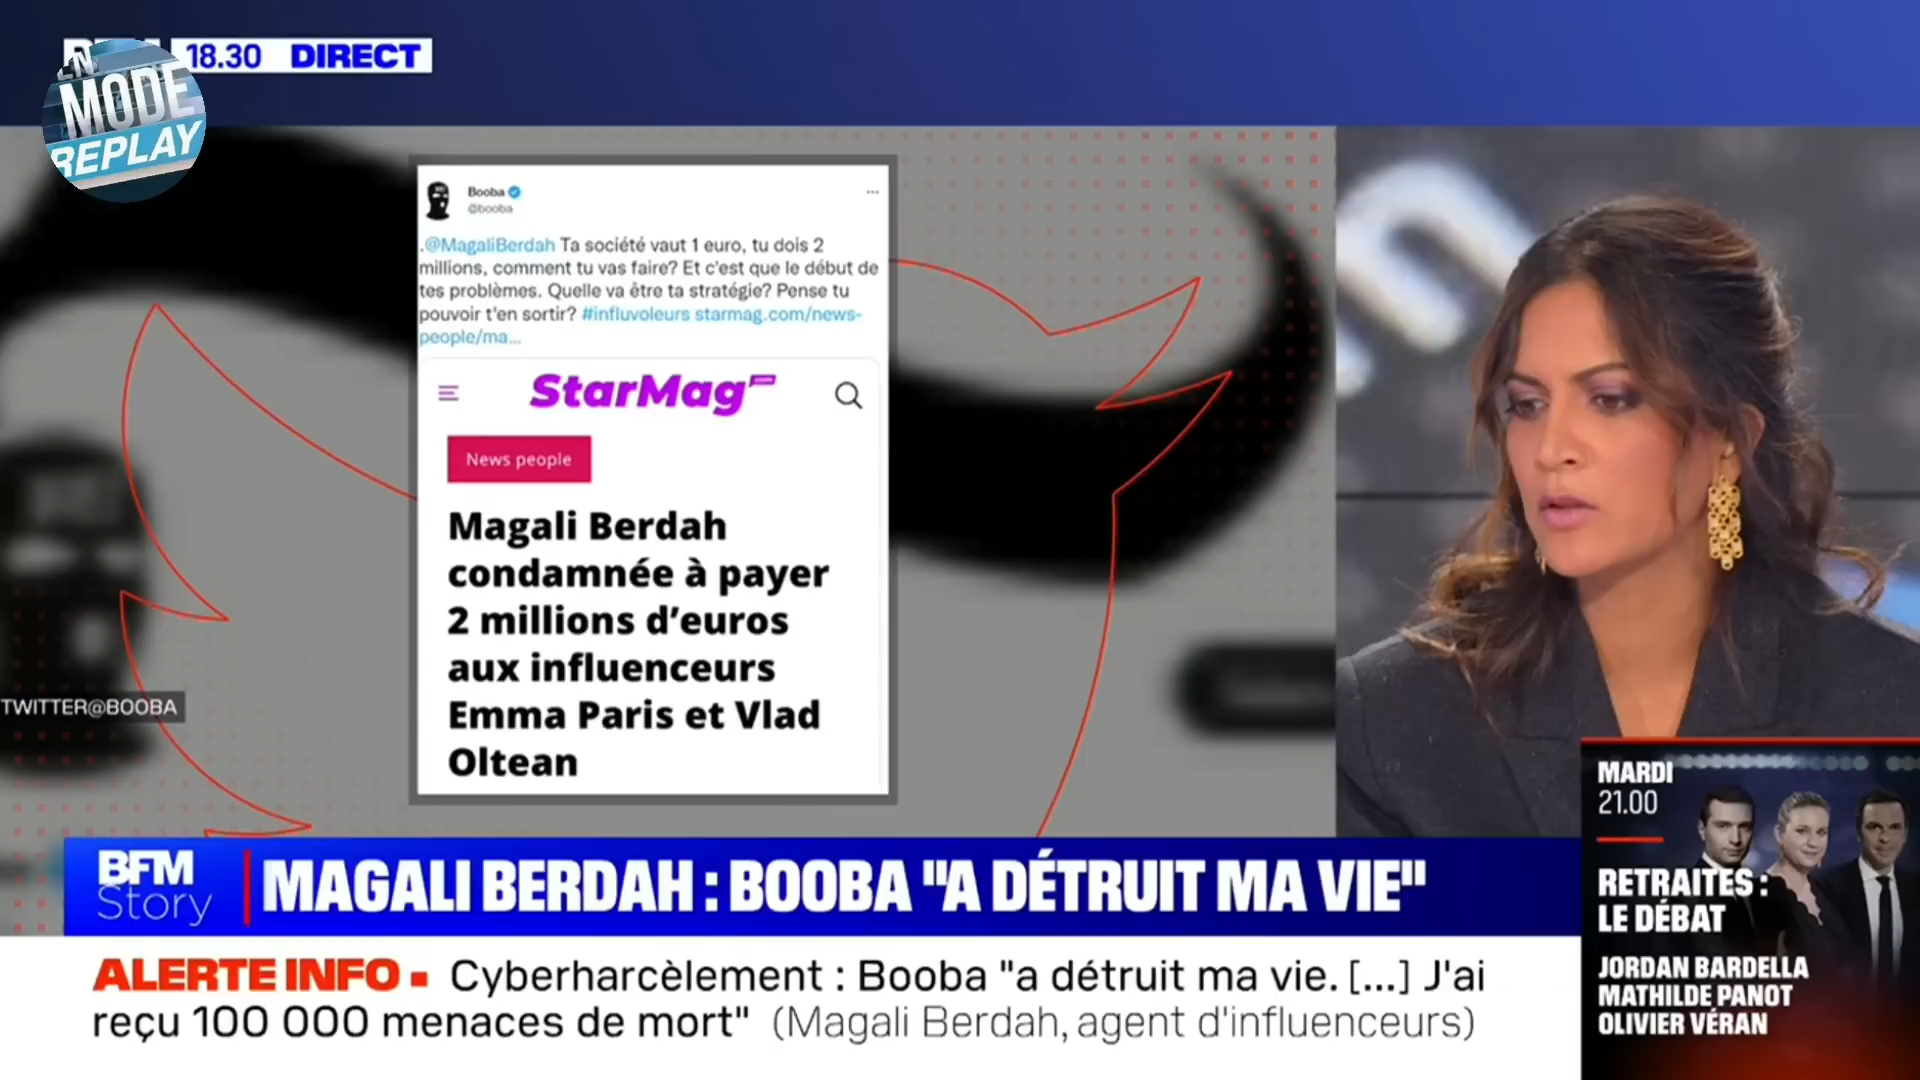 BFM 18.30 DIRECT
EN
MODE
REPLAY
Booba
@booba
.@MagaliBerdah Ta société vaut 1 euro, tu dois 2
millions, comment tu vas faire? Et c'est que le début de
tes problèmes. Quelle va être ta stratégie? Pense tu
pouvoir t'en sortir? #influvoleurs starmag.com/news-
people/ma...
StarMag
News people
Magali Berdah
condamnée à payer
2 millions d'euros
aux influenceurs
Emma Paris et Vlad
Oltean
TWITTER@BOOBA
BFM
Story
MAGALI BERDAH : BOOBA "A DÉTRUIT MA VIE"
ALERTE INFO ▪ Cyberharcèlement : Booba "a détruit ma vie. [...] J'ai
reçu 100 000 menaces de mort" (Magali Berdah, agent d'influenceurs)
MARDI
21.00
RETRAITES :
LE DÉBAT
JORDAN BARDELLA
MATHILDE PANOT
OLIVIER VÉRAN